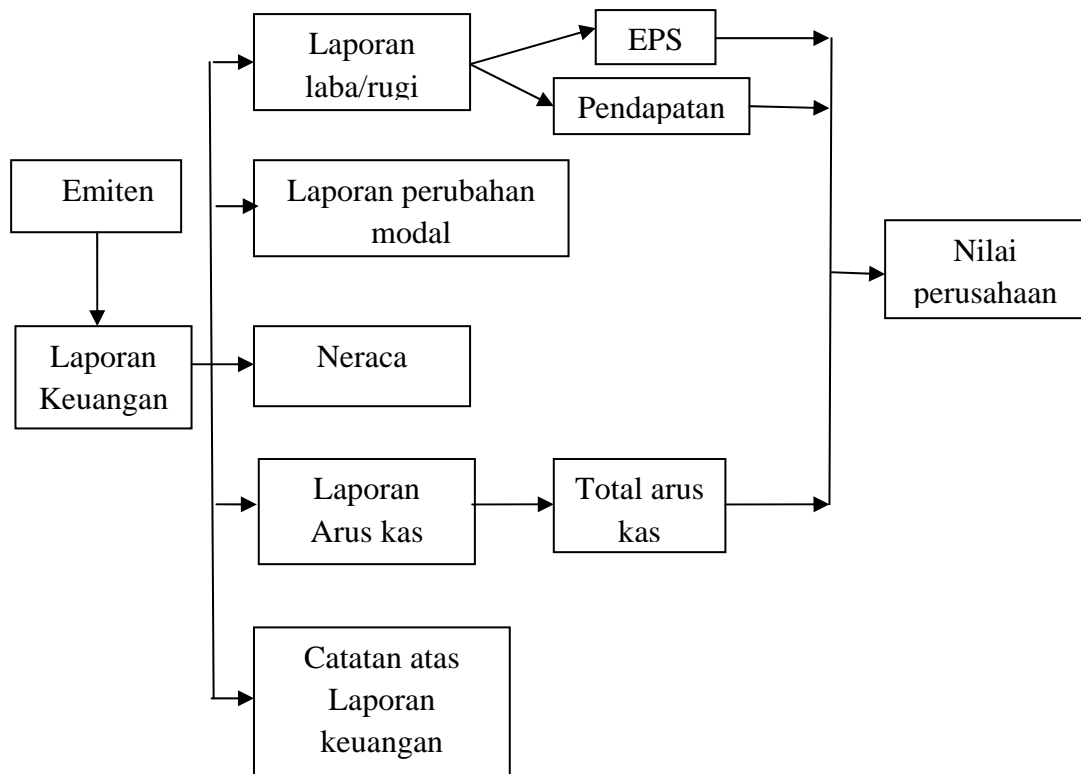 Emiten
Laporan
Keuangan
Laporan
laba/rugi
Laporan perubahan
modal
Neraca
Laporan
Arus kas
Catatan atas
Laporan
keuangan
EPS
Pendapatan
Total arus
kas
Nilai
perusahaan